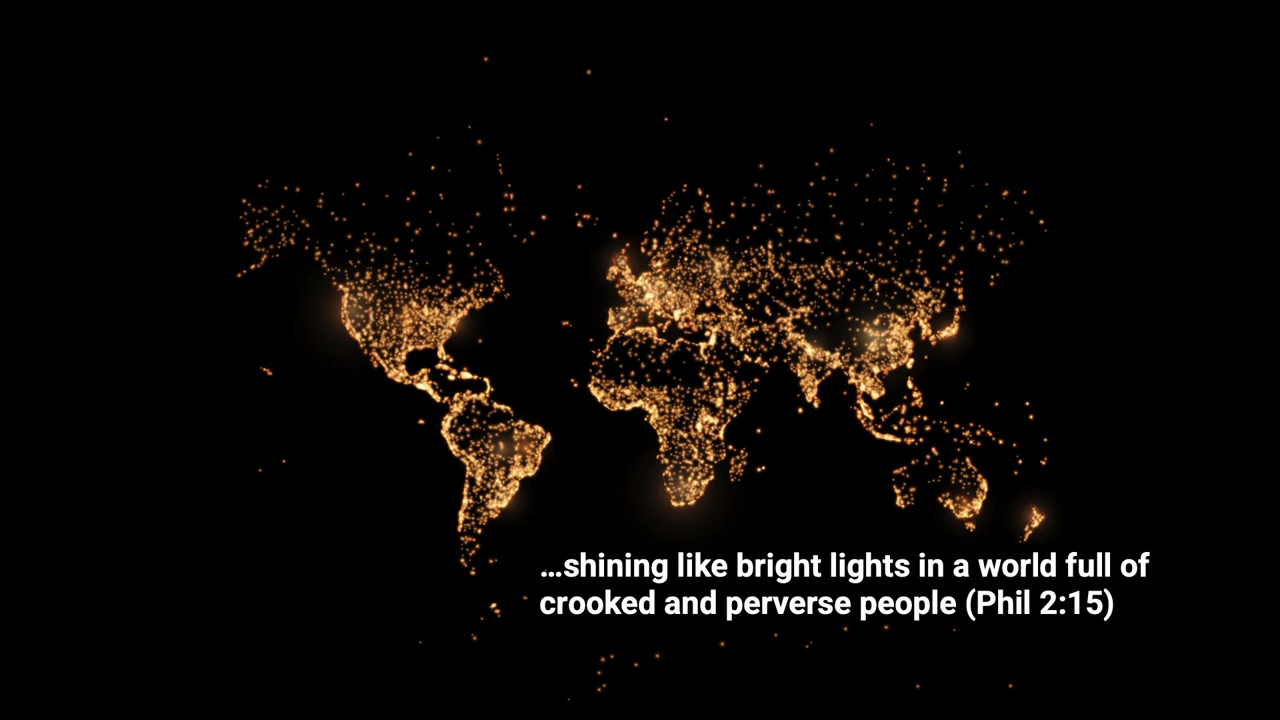 …shining like bright lights in a world full of
crooked and perverse people (Phil 2:15)